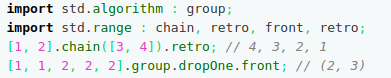 import std.algorithm : group;
import std.range : chain, retro, front, retro;
[1, 2].chain([3, 4]).retro; // 4, 3, 2, 1
[1, 1, 2, 2, 2].group.dropOne.front; // (2, 3)